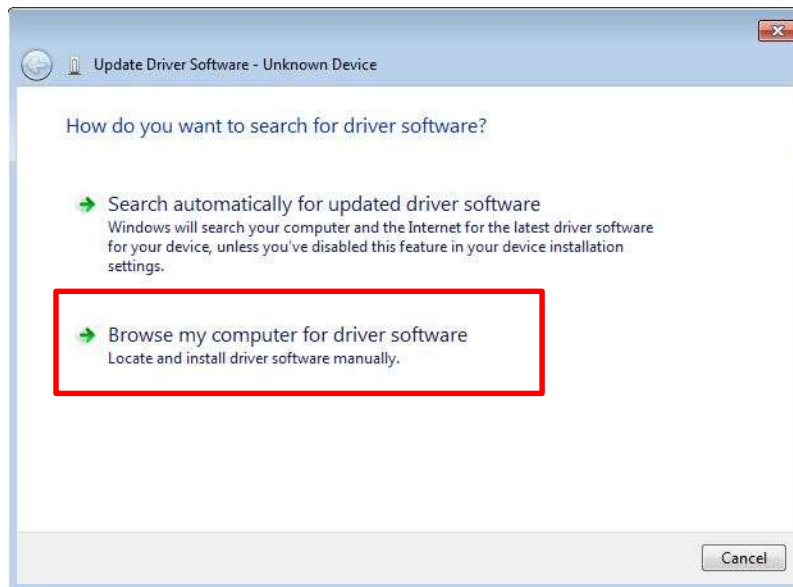 Update Driver Software - Unknown Device
How do you want to search for driver software?
Search automatically for updated driver software
Windows will search your computer and the Internet for the latest driver software
for your device, unless you've disabled this feature in your device installation
settings.
Browse my computer for driver software
Locate and install driver software manually.
Cancel